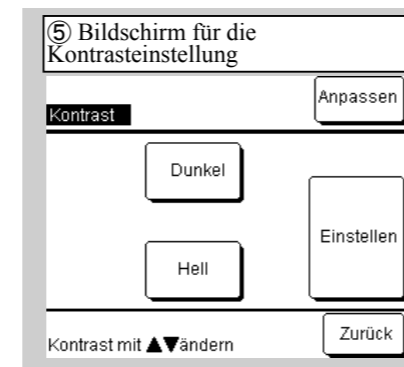 ⑤ Bildschirm für die
Kontrasteinstellung
Anpassen
Kontrast
Dunkel
Einstellen
Hell
Zurück
Kontrast mit ▲▼ändern